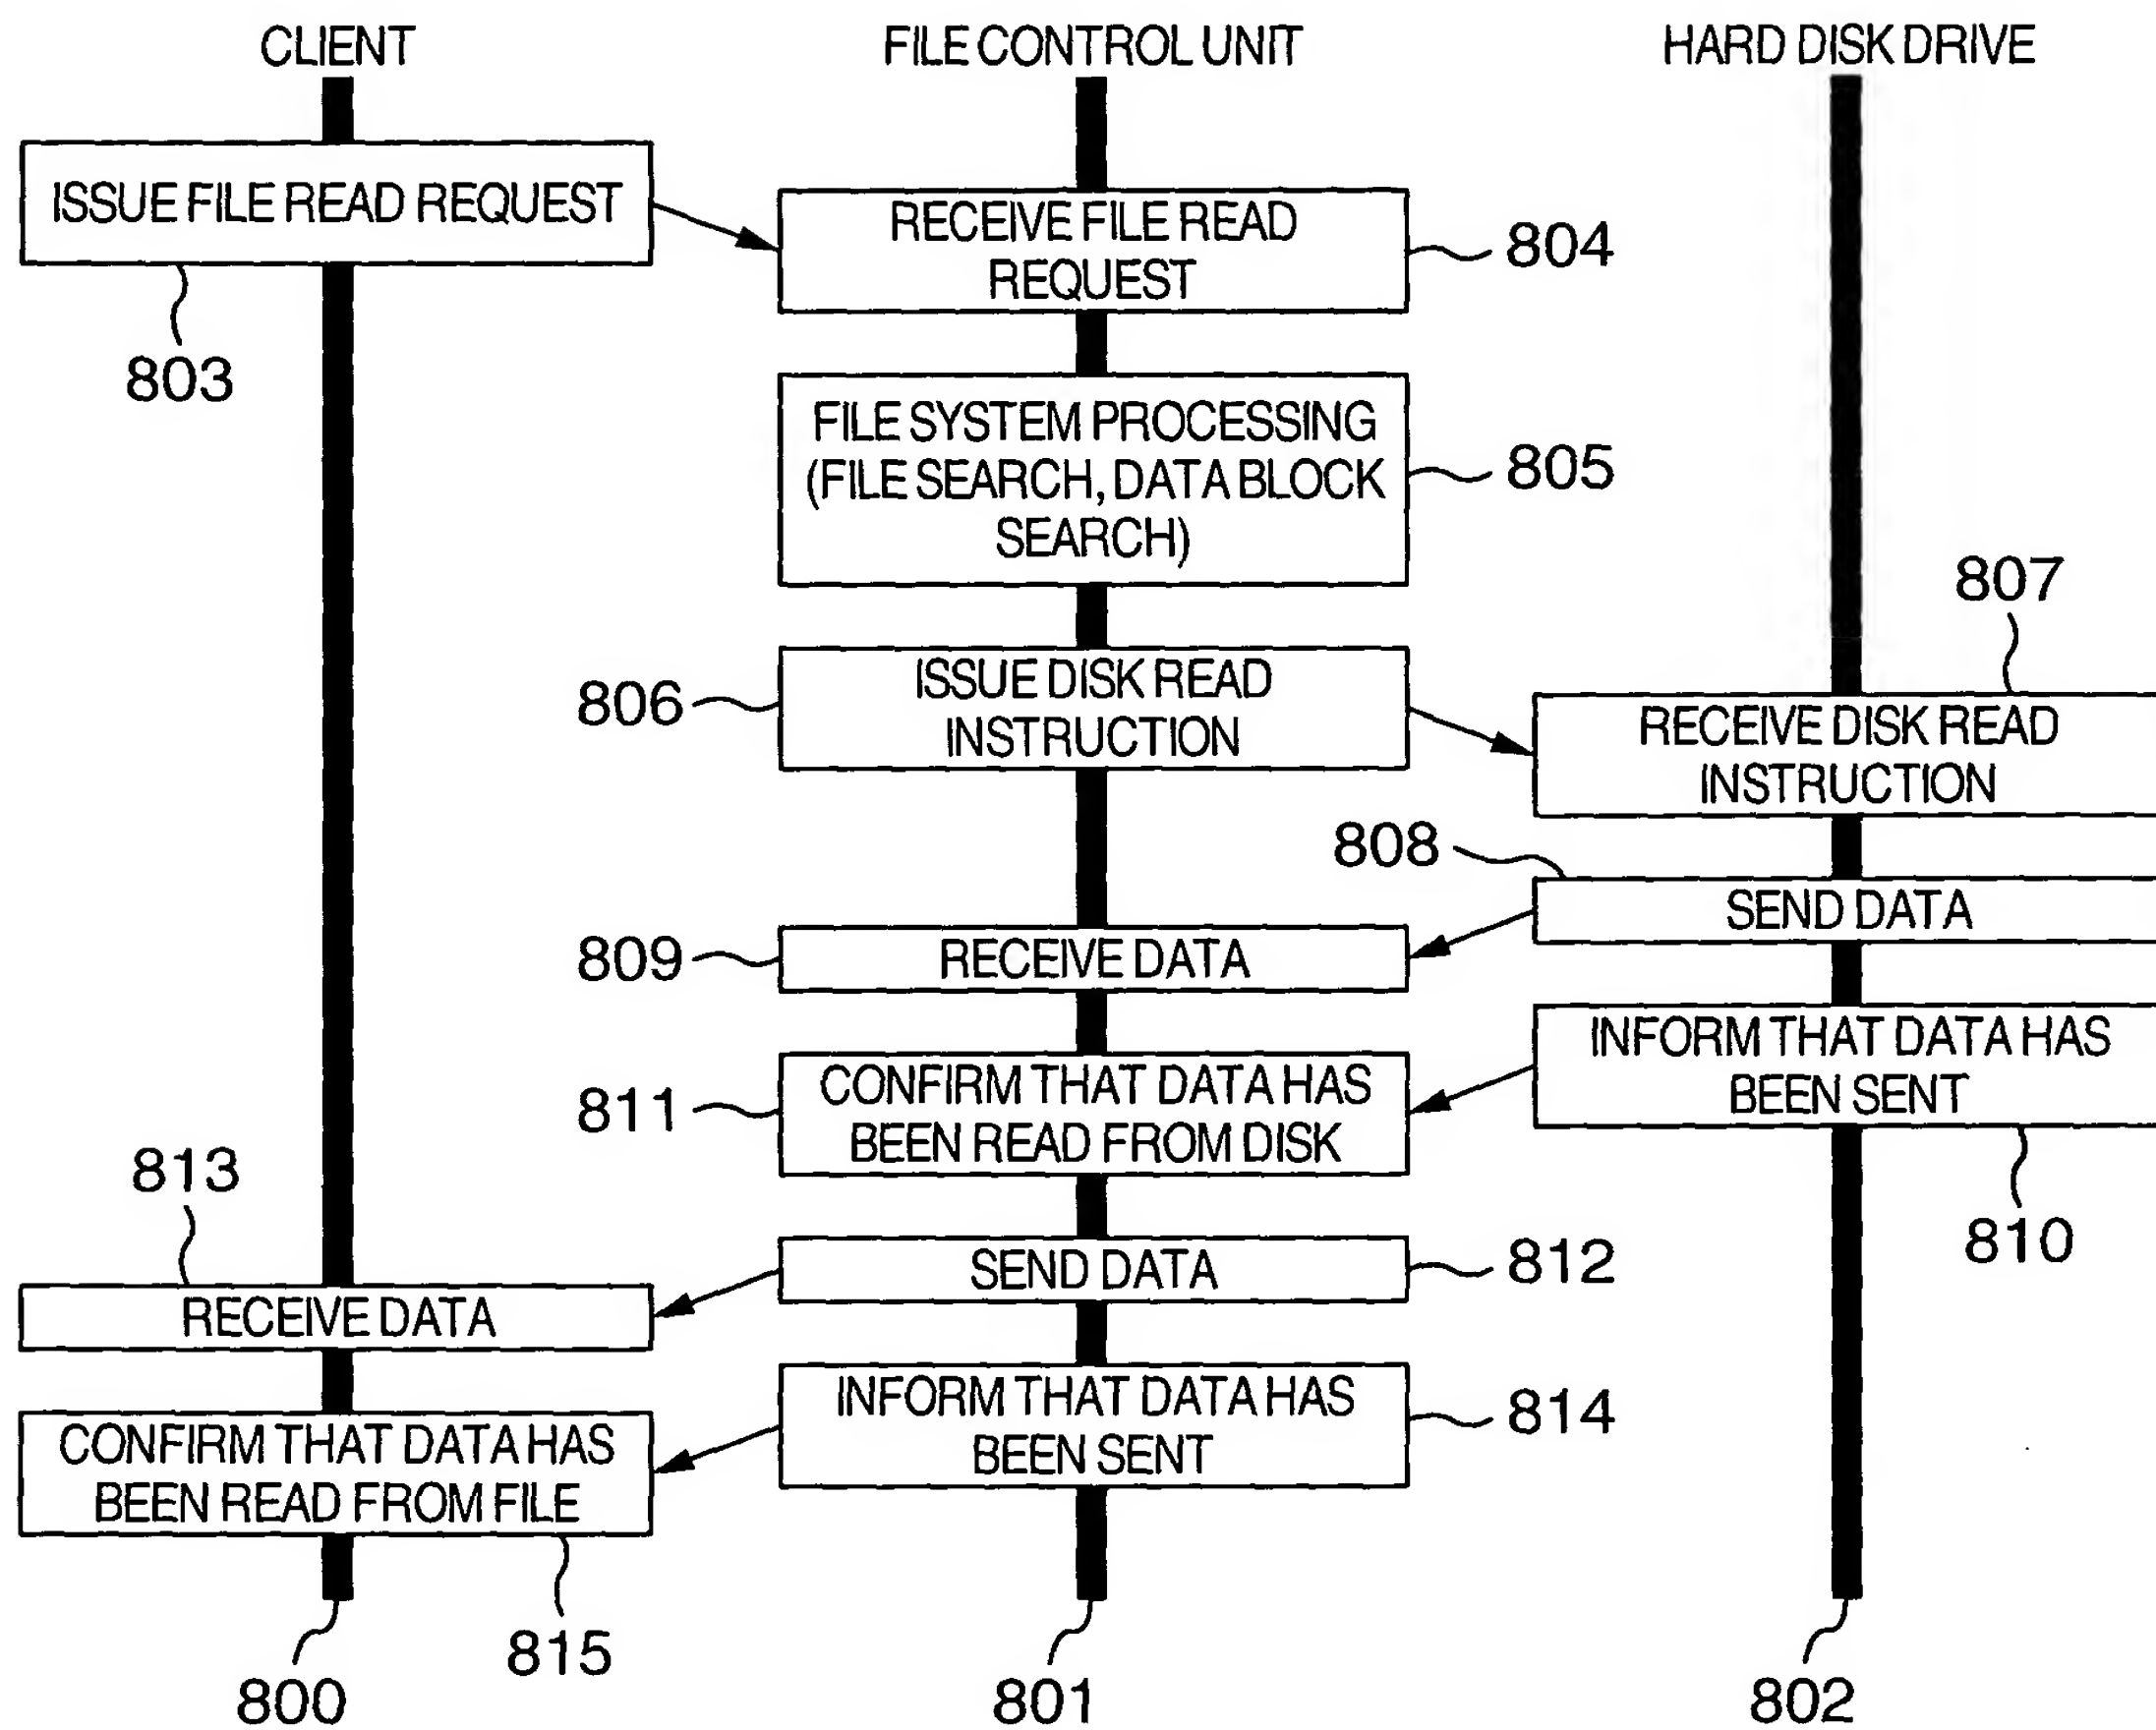 CLIENT
FILE CONTROL UNIT
HARD DISK DRIVE
ISSUE FILE READ REQUEST
803
RECEIVE FILE READ
REQUEST
804
FILE SYSTEM PROCESSING
(FILE SEARCH, DATA BLOCK
SEARCH)
805
806
ISSUE DISK READ
INSTRUCTION
807
RECEIVE DISK READ
INSTRUCTION
808
SEND DATA
809
RECEIVE DATA
INFORM THAT DATA HAS
BEEN SENT
810
811
CONFIRM THAT DATA HAS
BEEN READ FROM DISK
SEND DATA
812
813
RECEIVE DATA
INFORM THAT DATA HAS
BEEN SENT
814
CONFIRM THAT DATA HAS
BEEN READ FROM FILE
815
800
801
802